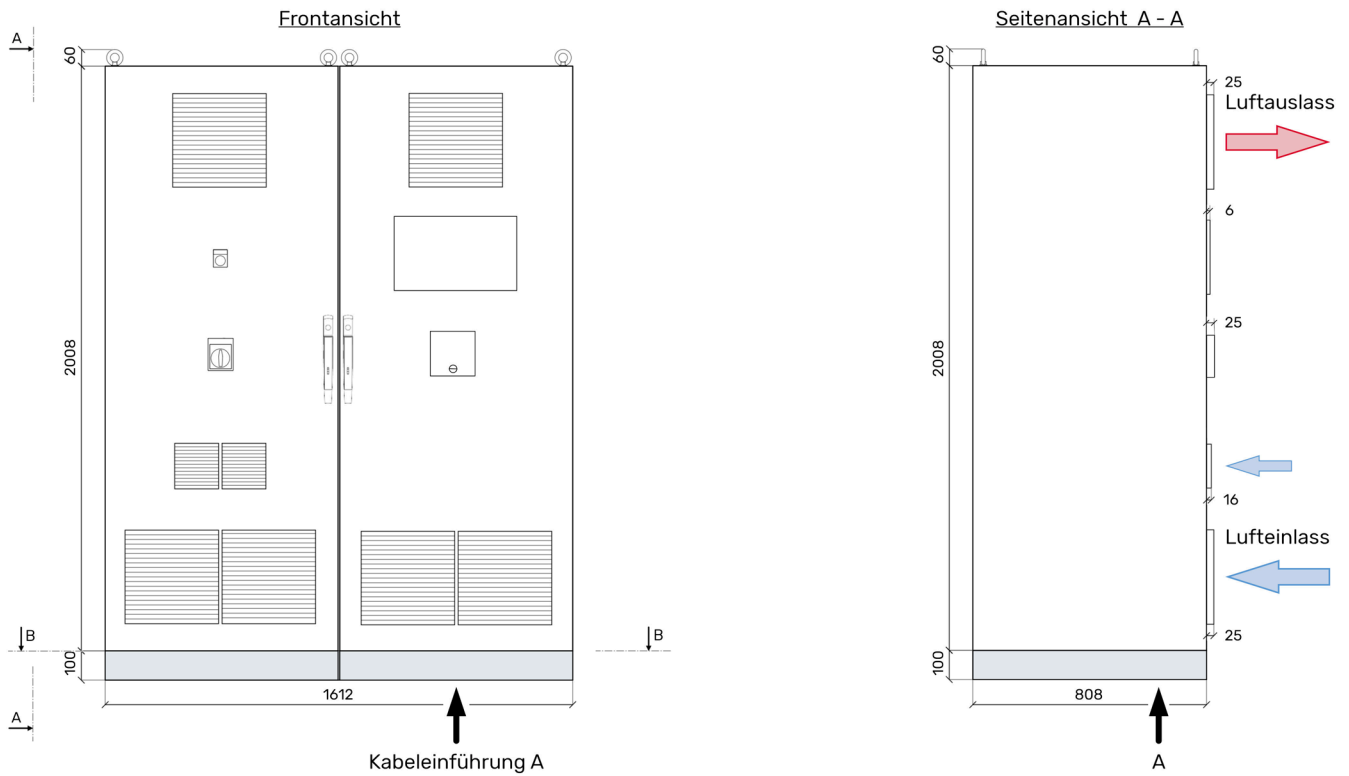 Frontansicht
Seitenansicht A - A
A
60
60
25
Luftauslass
6
2008
2008
25
16
Lufteinlass
B
B
25
100
100
A
1612
808
Kabeleinführung A
A